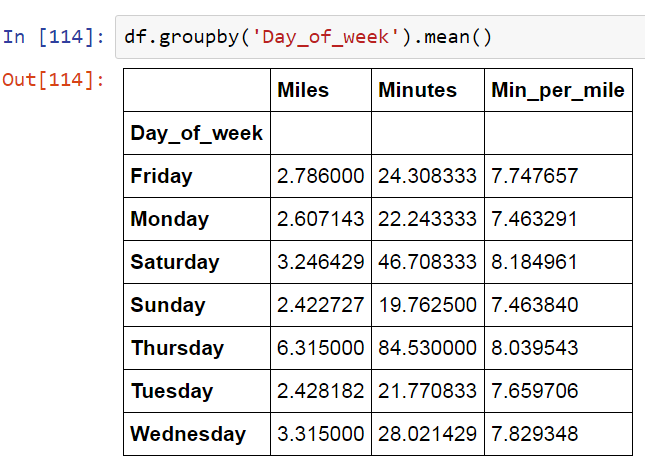 In [114]: df.groupby('Day_of_week').mean()
Out[114]:
Miles Minutes Min_per_mile
Day_of_week
Friday 2.786000 24.308333 7.747657
Monday 2.607143 22.243333 7.463291
Saturday 3.246429 46.708333 8.184961
Sunday 2.422727 19.762500 7.463840
Thursday 6.315000 84.530000 8.039543
Tuesday 2.428182 21.770833 7.659706
Wednesday 3.315000 28.021429 7.829348